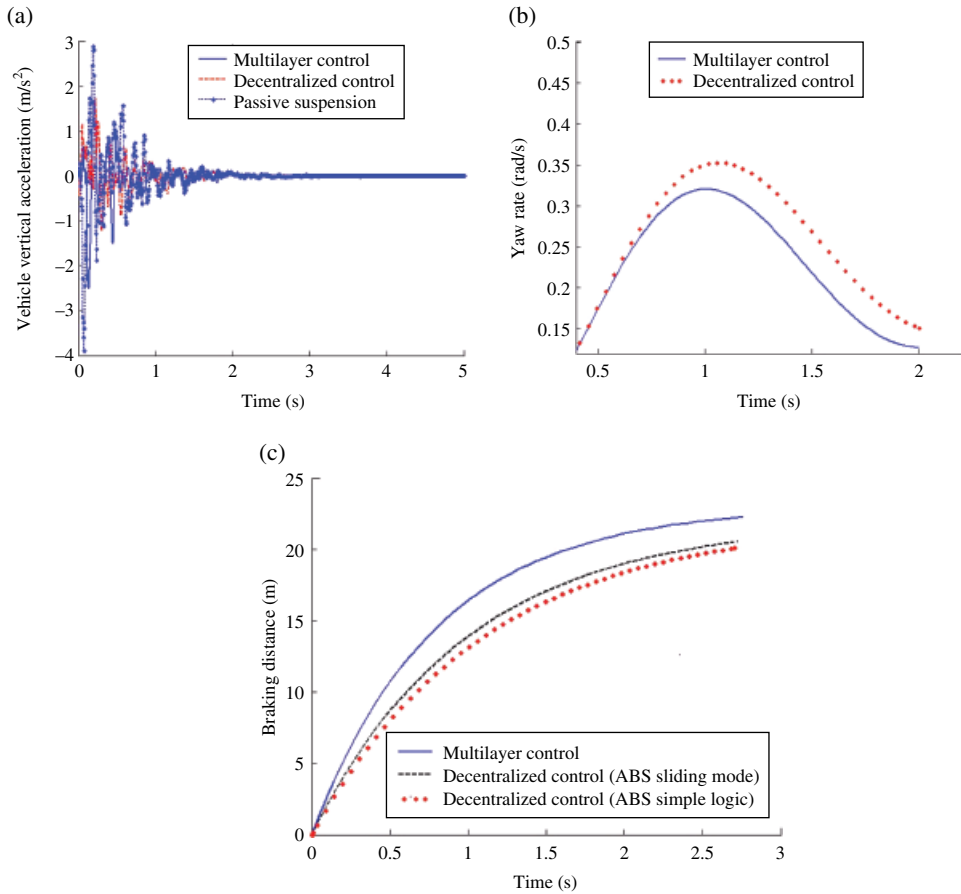 (a)
3
2
1
0
–1
–2
–3
–4
Vehicle vertical acceleration (m/s²)
Multilayer control
Decentralized control
Passive suspension
0
1
2
3
4
5
Time (s)
(b)
0.5
0.45
0.4
0.35
0.3
0.25
0.2
0.15
Yaw rate (rad/s)
Multilayer control
Decentralized control
0.5
1
1.5
2
Time (s)
(c)
25
20
15
10
5
0
Braking distance (m)
Multilayer control
Decentralized control (ABS sliding mode)
Decentralized control (ABS simple logic)
0
0.5
1
1.5
2
2.5
3
Time (s)